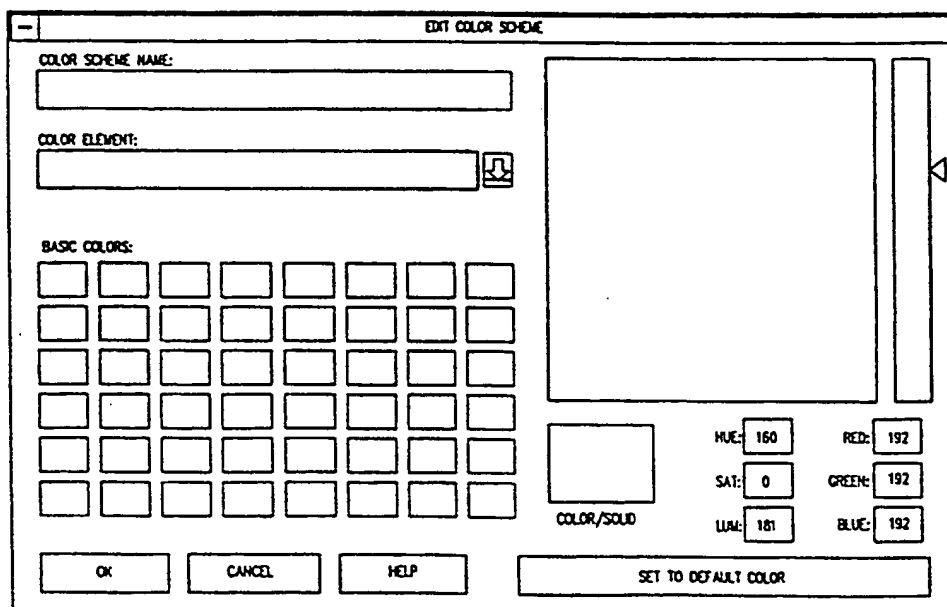 EDIT COLOR SCHEME
COLOR SCHEME NAME:
COLOR ELEMENT:
BASIC COLORS:
HUE: 160 RED: 192
SAT: 0 GREEN: 192
COLOR/SOLID
LUM: 181 BLUE: 192
OK CANCEL HELP SET TO DEFAULT COLOR